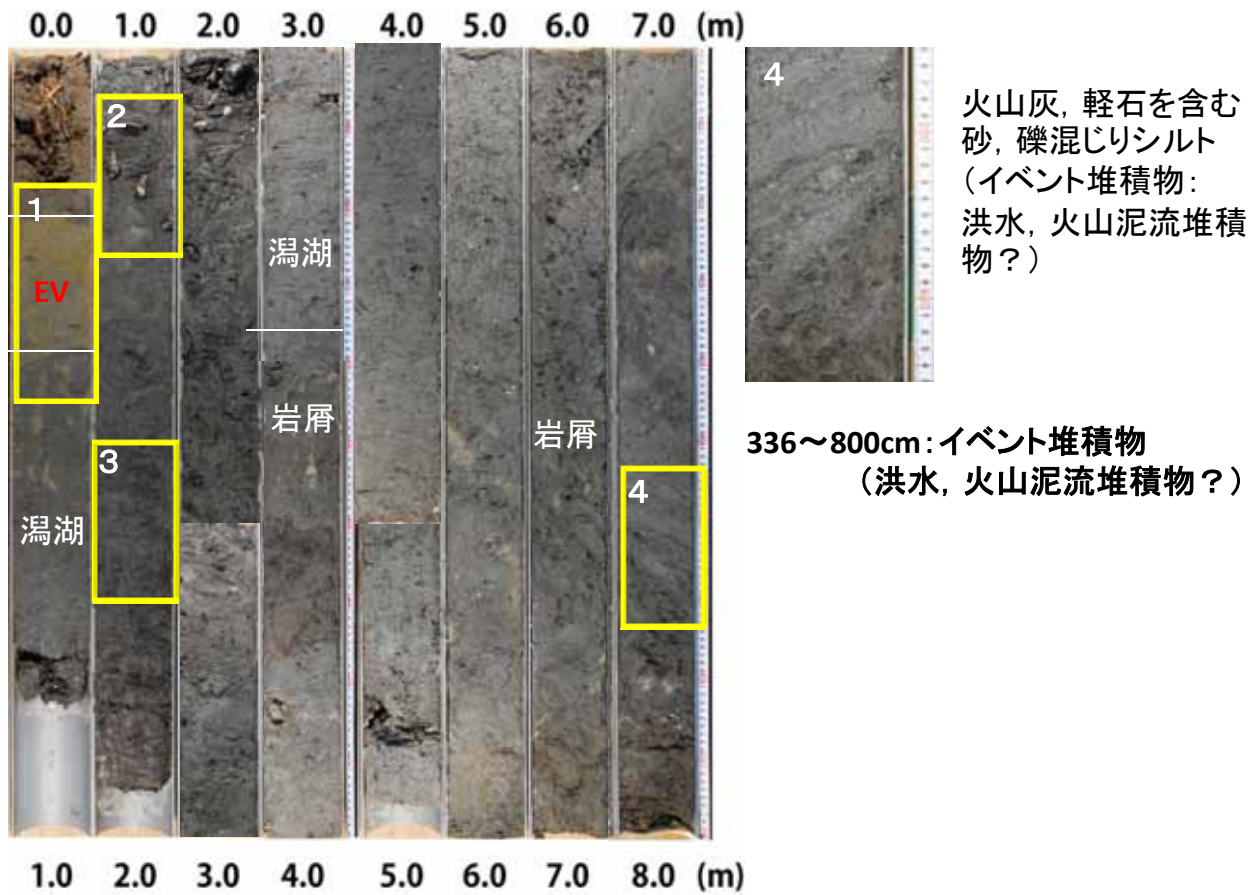 0.0 1.0 2.0 3.0 4.0 5.0 6.0 7.0 (m)
1
EV
潟湖
2
3
潟湖
岩屑
岩屑
4
1.0 2.0 3.0 4.0 5.0 6.0 7.0 8.0 (m)
4
火山灰, 軽石を含む
砂, 礫混じりシルト
(イベント堆積物:
洪水, 火山泥流堆積
物?)
336~800cm:イベント堆積物
(洪水, 火山泥流堆積物?)